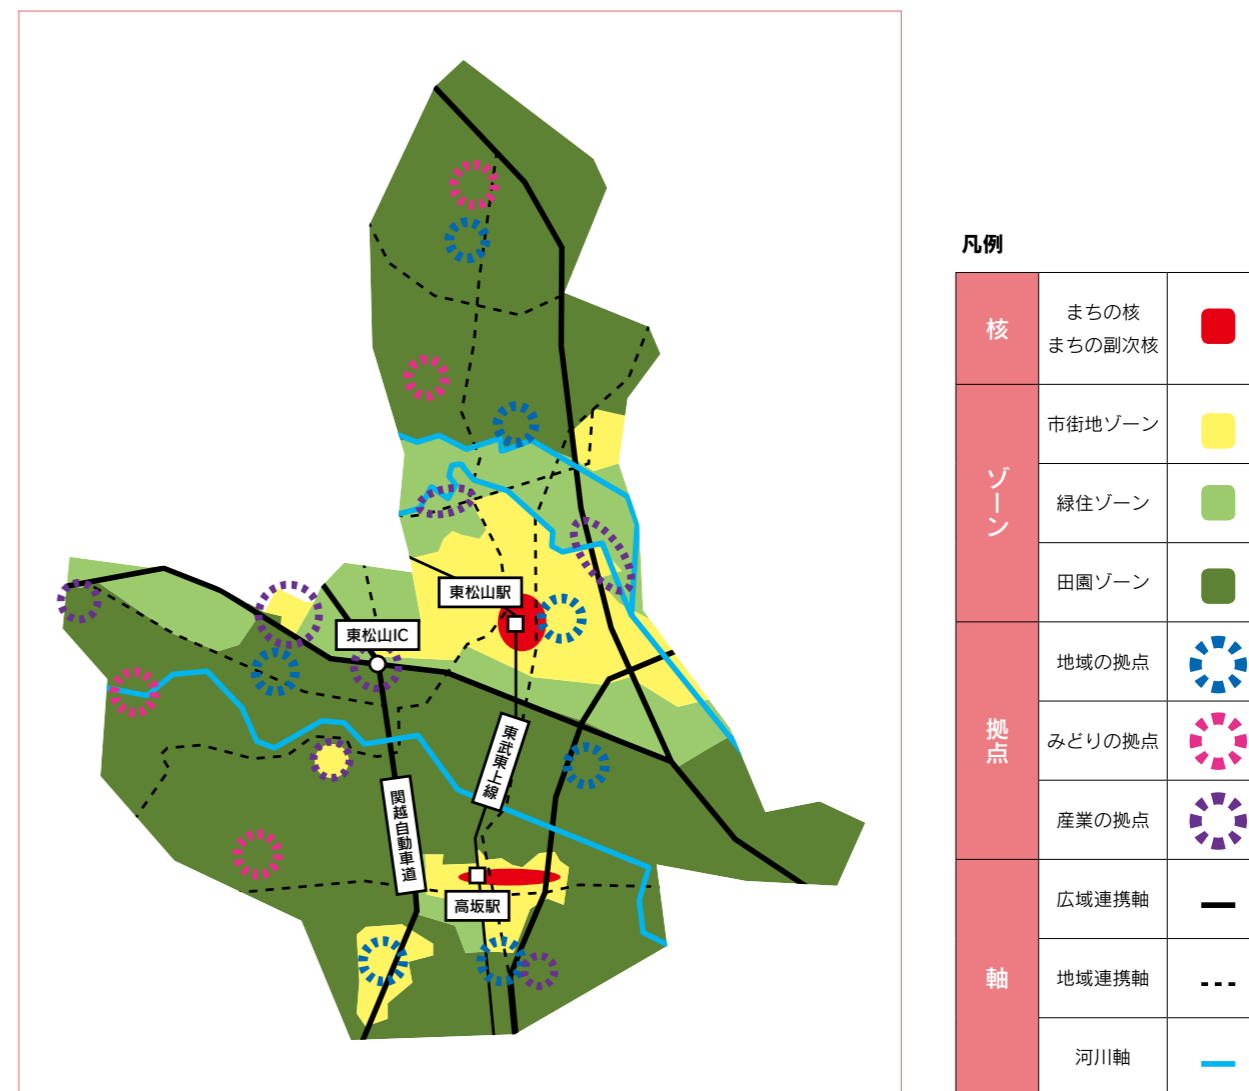 東松山駅
東松山IC
東武東上線
関越自動車道
高坂駅
凡例
核
まちの核
まちの副次核
ゾーン
市街地ゾーン
緑住ゾーン
田園ゾーン
拠点
地域の拠点
みどりの拠点
産業の拠点
軸
広域連携軸
地域連携軸
河川軸